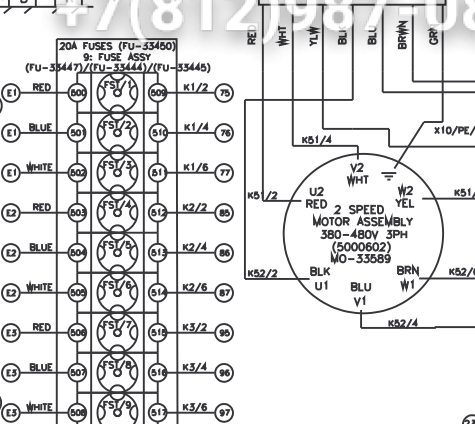 +7(812)987-08
20A FUSES (FU-33450)
9: FUSE ASSY
(FU-33447)/(FU-33444)/(FU-33445)
E1 RED 500 FST/1 509 K1/2 75
E1 BLUE 501 FST/2 510 K1/4 76
E1 WHITE 502 FST/3 511 K1/6 77
E2 RED 503 FST/4 512 K2/2 85
E2 BLUE 504 FST/5 513 K2/4 86
E2 WHITE 505 FST/6 514 K2/6 87
E3 RED 506 FST/7 515 K3/2 95
E3 BLUE 507 FST/8 516 K3/4 96
E3 WHITE 508 FST/9 517 K3/6 97
RED WHT YLW BLU BLU BRWN GRN
X10/PE/
K51/4
V2
WHT
K51/2
U2
RED
W2
YEL
K51/
2 SPEED
MOTOR ASSEMBLY
380-480V 3PH
(5000602)
MO-33589
K52/2
BLK
U1
BLU
V1
BRN
W1
K52/6
K52/4